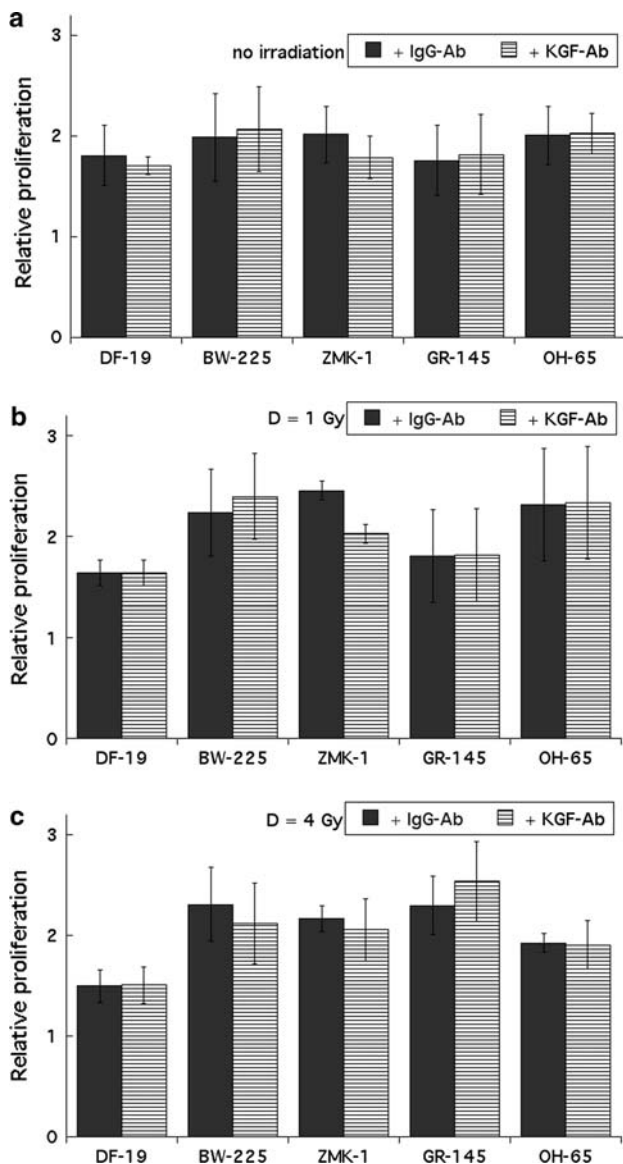 a
3
2
1
0
Relative proliferation
no irradiation
+ IgG-Ab
+ KGF-Ab
DF-19 BW-225 ZMK-1 GR-145 OH-65
b
3
2
1
0
Relative proliferation
D = 1 Gy
+ IgG-Ab
+ KGF-Ab
DF-19 BW-225 ZMK-1 GR-145 OH-65
c
3
2
1
0
Relative proliferation
D = 4 Gy
+ IgG-Ab
+ KGF-Ab
DF-19 BW-225 ZMK-1 GR-145 OH-65